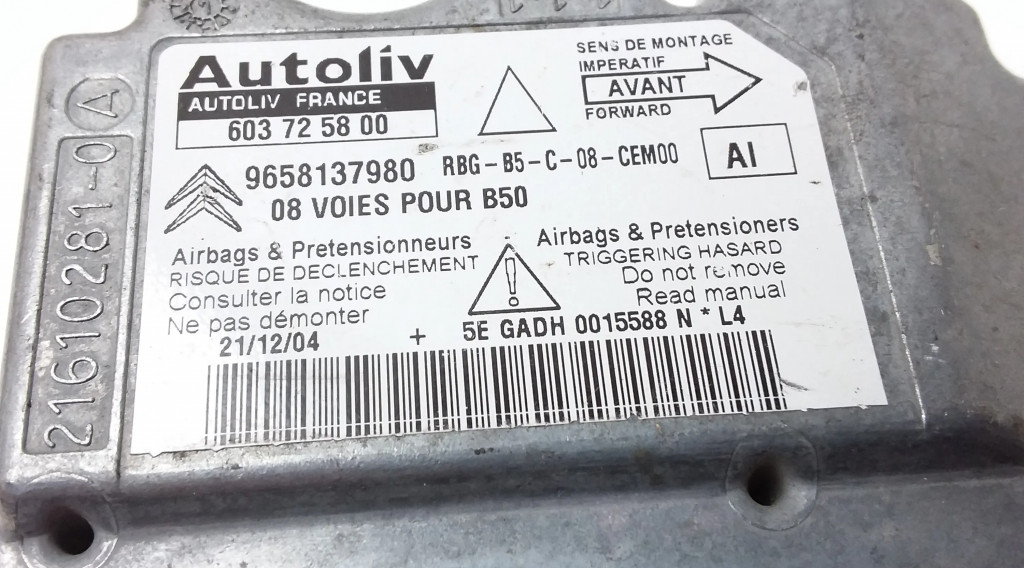 Autoliv
AUTOLIV FRANCE
603 72 58 00
SENS DE MONTAGE
IMPERATIF
AVANT
FORWARD
9658137980 RBG-B5-C-08-CEM00
AI
08 VOIES POUR B50
Airbags & Pretensionneurs
RISQUE DE DECLENCHEMENT
Consulter la notice
Ne pas démonter
Airbags & Pretensioners
TRIGGERING HASARD
Do not remove
Read manual
21/12/04 + 5E GADH 0015588 N * L4
21610281-0 A